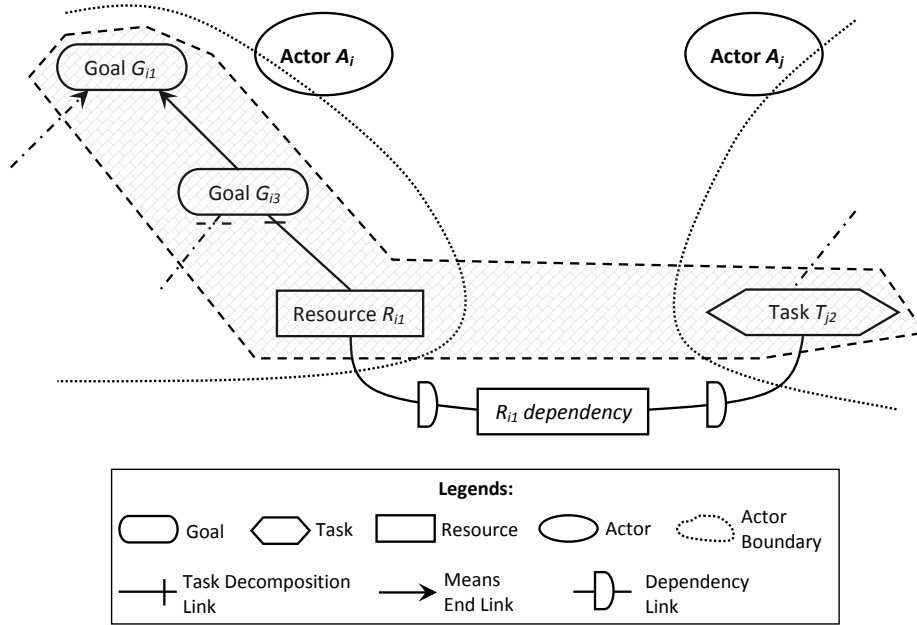 Actor Ai
Actor Aj
Goal Gi1
Goal Gi3
Resource Ri1
Task Tj2
Ri1 dependency
Legends:
Goal
Task
Resource
Actor
Actor
Boundary
Task Decomposition
Link
Means
End Link
Dependency
Link